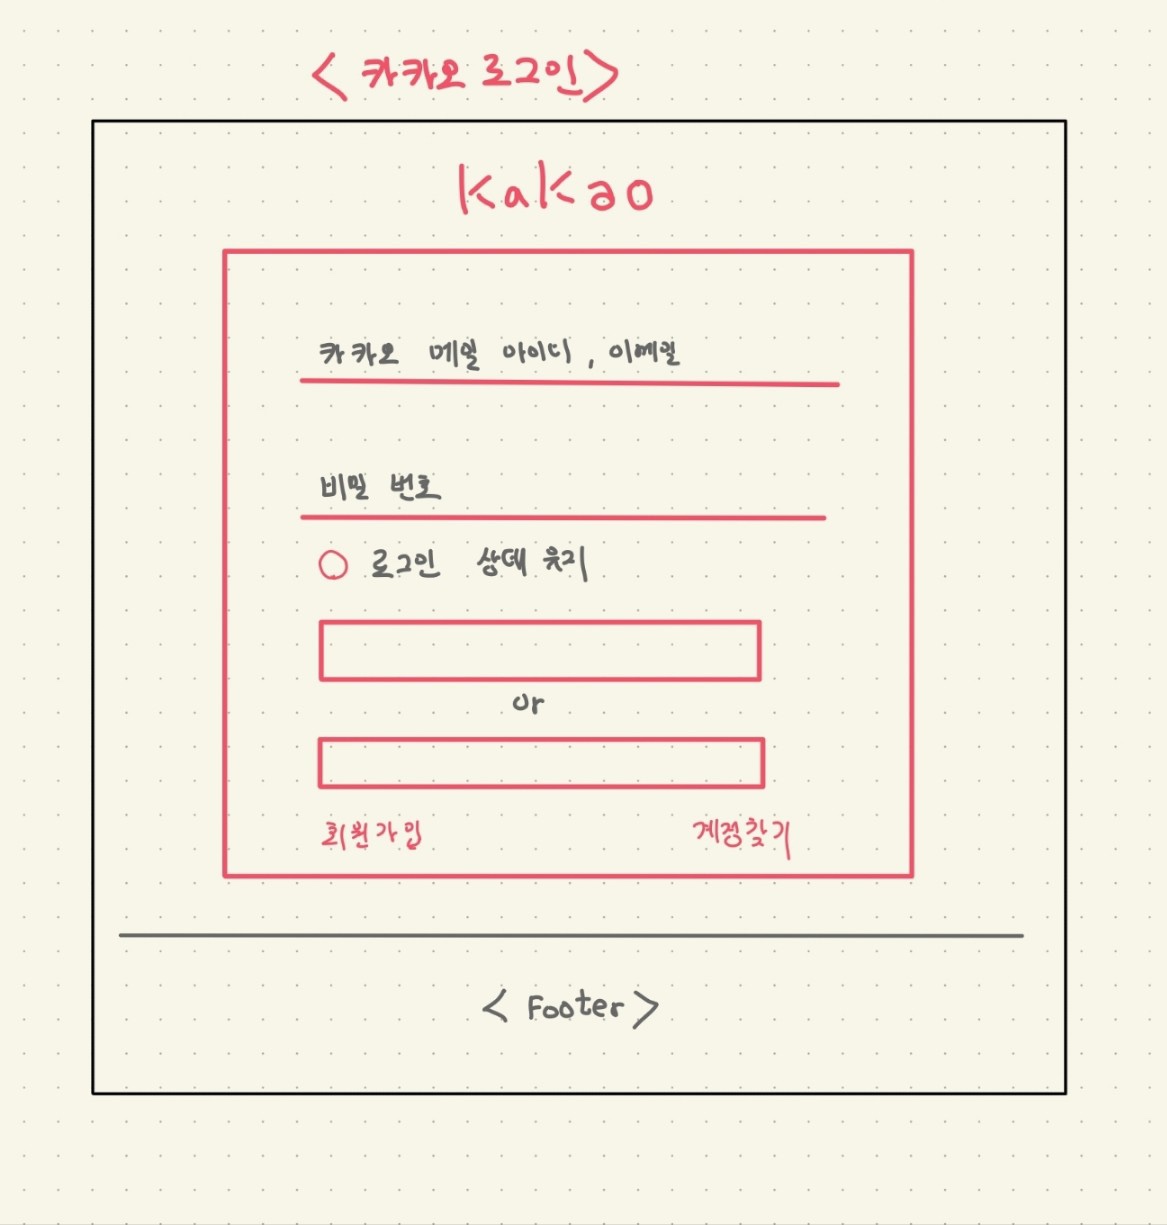 < 카카오 로그인 >
kakao
카카오 메일 아이디, 이메일
비밀 번호
로그인 상태 유지
or
회원가입 계정찾기
< Footer >